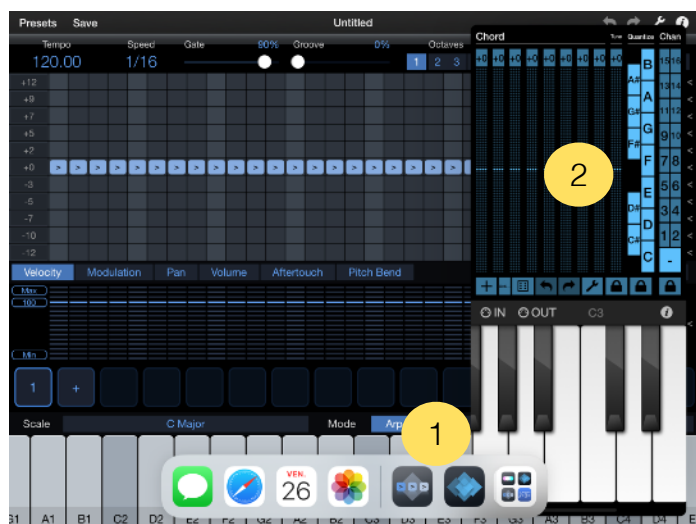 Presets Save Untitled
Tempo Speed Gate 90% Groove 0% Octaves
120.00 1/16 1 2 3
+12
+9
+7
+5
+2
+0
-3
-5
-7
-10
-12
Velocity Modulation Pan Volume Aftertouch Pitch Bend
Max
100
Min
1 +
Scale C Major Mode Arp
G1 A1 B1 C2 D2 E2 F2 G2 A2 B2 C3 D3 E3 F3 G3 A3 B3 C4 D4 E
Chord Tune Quantize Chan
+0 +0 +0 +0 +0 +0 +0 +0 +0
B 15 16
A# 13 14
A 11 12
G# G 9 10
F# F 7 8
E 5 6
D# D 3 4
C# 1 2
C -
IN OUT C3
1
2
VEN.
26